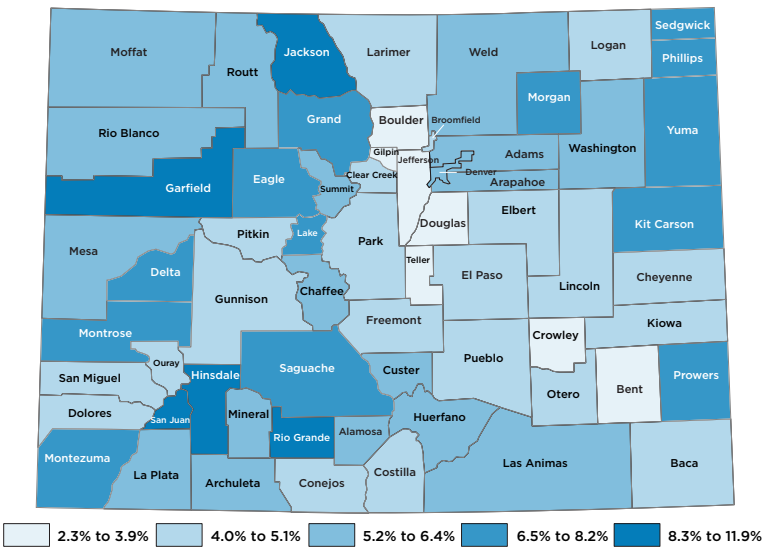 Sedgwick
Moffat
Jackson
Larimer
Weld
Logan
Phillips
Routt
Morgan
Grand
Boulder
Broomfield
Yuma
Rio Blanco
Washington
Gilpin
Jefferson
Adams
Clear Creek
Denver
Eagle
Summit
Arapahoe
Garfield
Elbert
Douglas
Kit Carson
Pitkin
Lake
Park
Mesa
Teller
Delta
El Paso
Cheyenne
Chaffee
Lincoln
Gunnison
Freemont
Kiowa
Montrose
Crowley
Ouray
Pueblo
Saguache
Custer
Hinsdale
Prowers
San Miguel
Bent
Otero
Dolores
Mineral
Huerfano
San Juan
Rio Grande
Alamosa
Montezuma
Las Animas
Baca
La Plata
Costilla
Archuleta
Conejos
2.3% to 3.9%
4.0% to 5.1%
5.2% to 6.4%
6.5% to 8.2%
8.3% to 11.9%